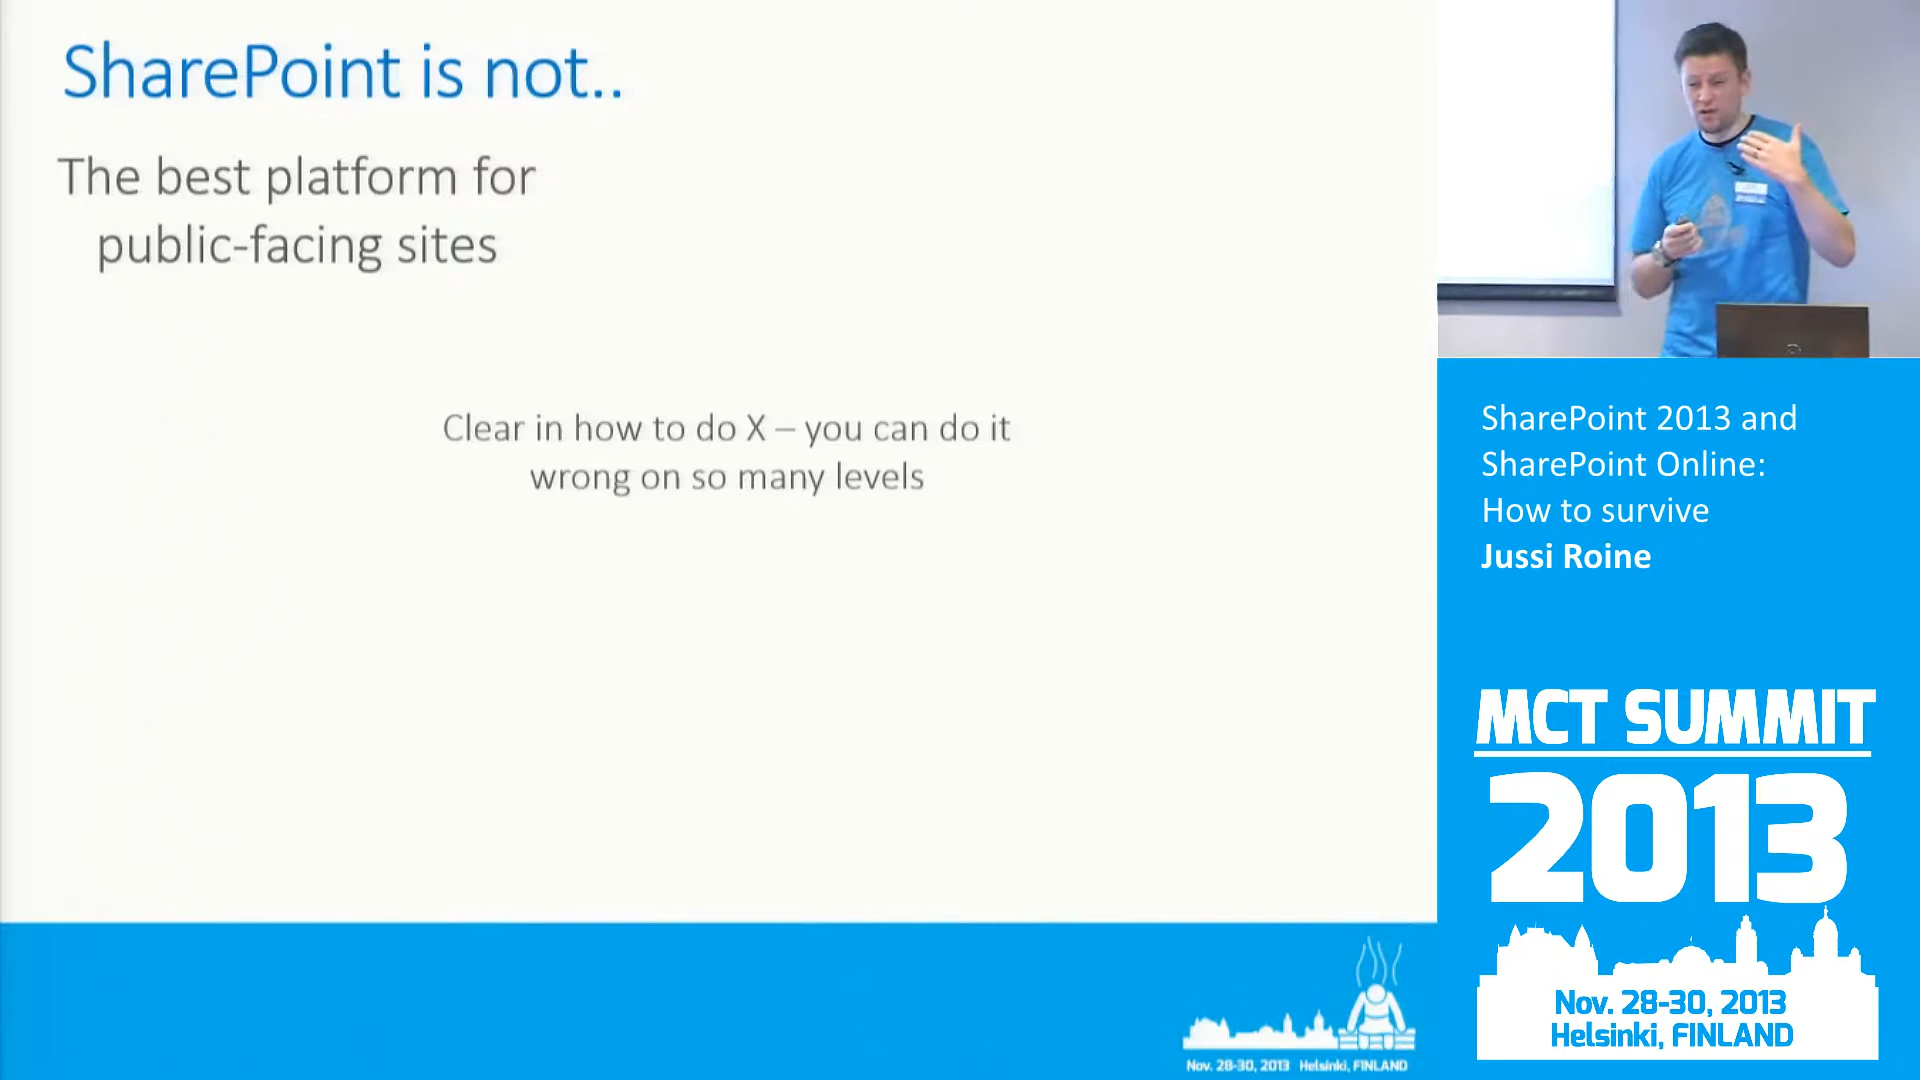 SharePoint is not..
The best platform for
public-facing sites
Clear in how to do X – you can do it
wrong on so many levels
Nov. 28-30, 2013 Helsinki, FINLAND
SharePoint 2013 and
SharePoint Online:
How to survive
Jussi Roine
MCT SUMMIT
2013
Nov. 28-30, 2013
Helsinki, FINLAND